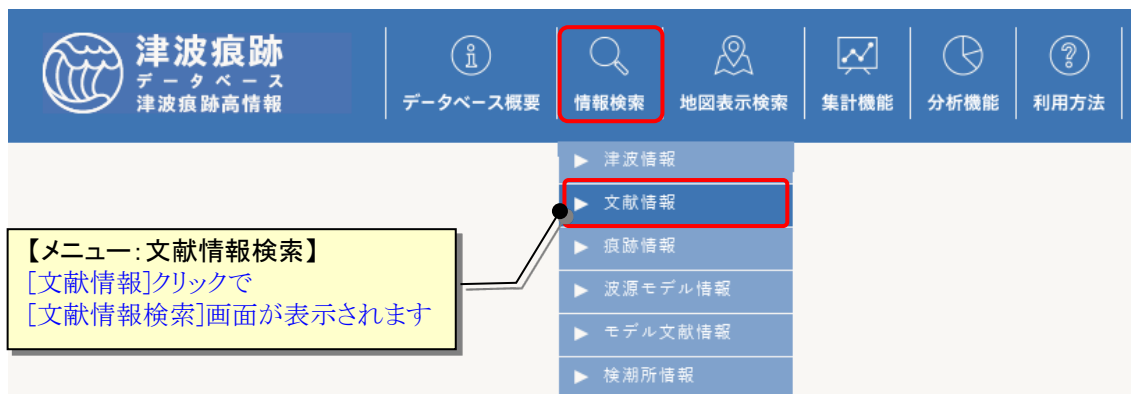 津波痕跡
データベース
津波痕跡高情報
データベース概要
情報検索
地図表示検索
集計機能
分析機能
利用方法
▶ 津波情報
▶ 文献情報
▶ 痕跡情報
▶ 波源モデル情報
▶ モデル文献情報
▶ 検潮所情報
【メニュー：文献情報検索】
[文献情報]クリックで
[文献情報検索]画面が表示されます